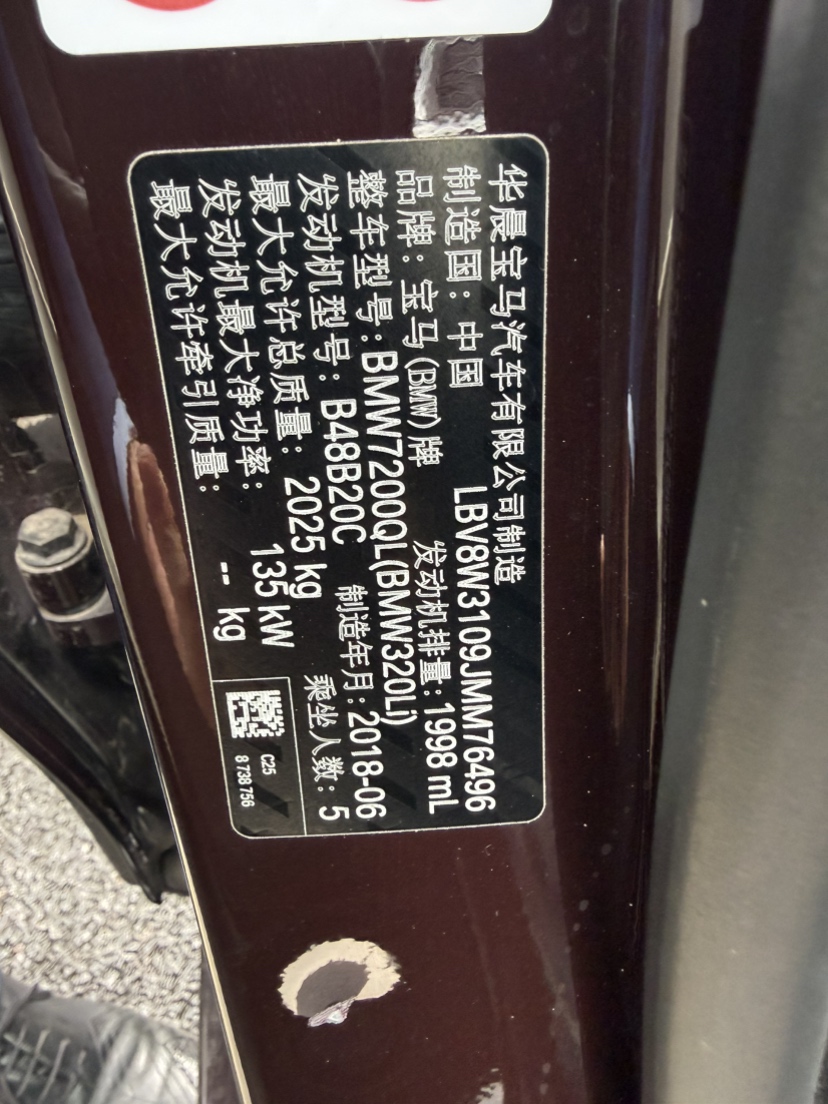 华晨宝马汽车有限公司制造
制造国：中国 LBV8W3109JMM76496
品牌：宝马(BMW)牌 发动机排量：1998 mL
整车型号：BMW7200QL(BMW320Li)
发动机型号：B48B20C 制造年月：2018-06
最大允许总质量： 2025 kg 乘坐人数：5
发动机最大净功率： 135 kW
最大允许牵引质量： -- kg
C25
8 738 756